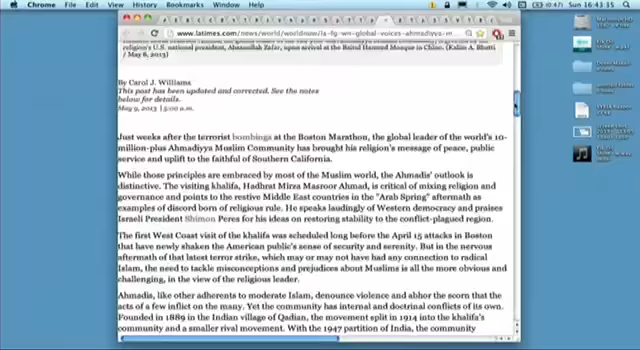 Chrome File Edit View History Bookmarks Window Help
Sun 16:43:35
www.latimes.com/news/world/worldnow/la-fg-wn-global-voices-ahmadiyya-m
religion's U.S. national president, Ahsanullah Zafar, upon arrival at the Baitul Hameed Mosque in Chino. (Kalim A. Bhatti
/ May 8, 2013)
By Carol J. Williams
This post has been updated and corrected. See the notes
below for details.
May 9, 2013 | 5:00 a.m.
Just weeks after the terrorist bombings at the Boston Marathon, the global leader of the world's 10-
million-plus Ahmadiyya Muslim Community has brought his religion's message of peace, public
service and uplift to the faithful of Southern California.
While those principles are embraced by most of the Muslim world, the Ahmadis' outlook is
distinctive. The visiting khalifa, Hadhrat Mirza Masroor Ahmad, is critical of mixing religion and
governance and points to the restive Middle East countries in the "Arab Spring" aftermath as
examples of discord born of religious rule. He speaks laudingly of Western democracy and praises
Israeli President Shimon Peres for his ideas on restoring stability to the conflict-plagued region.
The first West Coast visit of the khalifa was scheduled long before the April 15 attacks in Boston
that have newly shaken the American public's sense of security and serenity. But in the nervous
aftermath of that latest terror strike, which may or may not have had any connection to radical
Islam, the need to tackle misconceptions and prejudices about Muslims is all the more obvious and
challenging, in the view of the religious leader.
Ahmadis, like other adherents to moderate Islam, denounce violence and abhor the scorn that the
acts of a few inflict on the many. Yet the community has internal and doctrinal conflicts of its own.
Founded in 1889 in the Indian village of Qadian, the movement split in 1914 into the khalifa's
community and a smaller rival movement. With the 1947 partition of India, the community